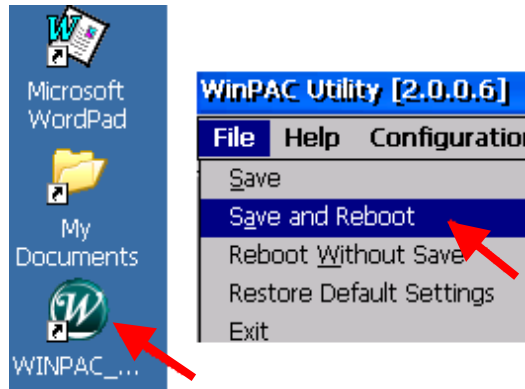 Microsoft
WordPad
My
Documents
WINPAC_...
WinPAC Utility [2.0.0.6]
File Help Configuration
Save
Save and Reboot
Reboot Without Save
Restore Default Settings
Exit